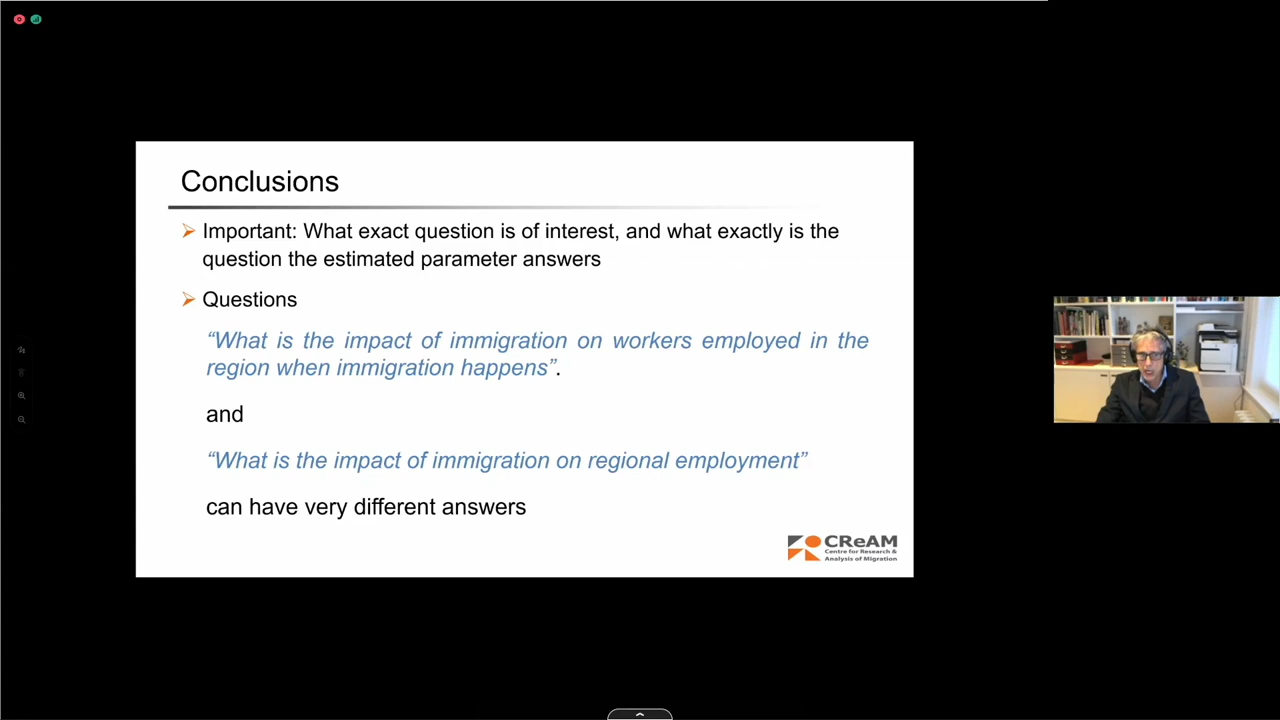 Conclusions
Important: What exact question is of interest, and what exactly is the
question the estimated parameter answers
Questions
“What is the impact of immigration on workers employed in the
region when immigration happens”.
and
“What is the impact of immigration on regional employment”
can have very different answers
CReAM
Centre for Research &
Analysis of Migration